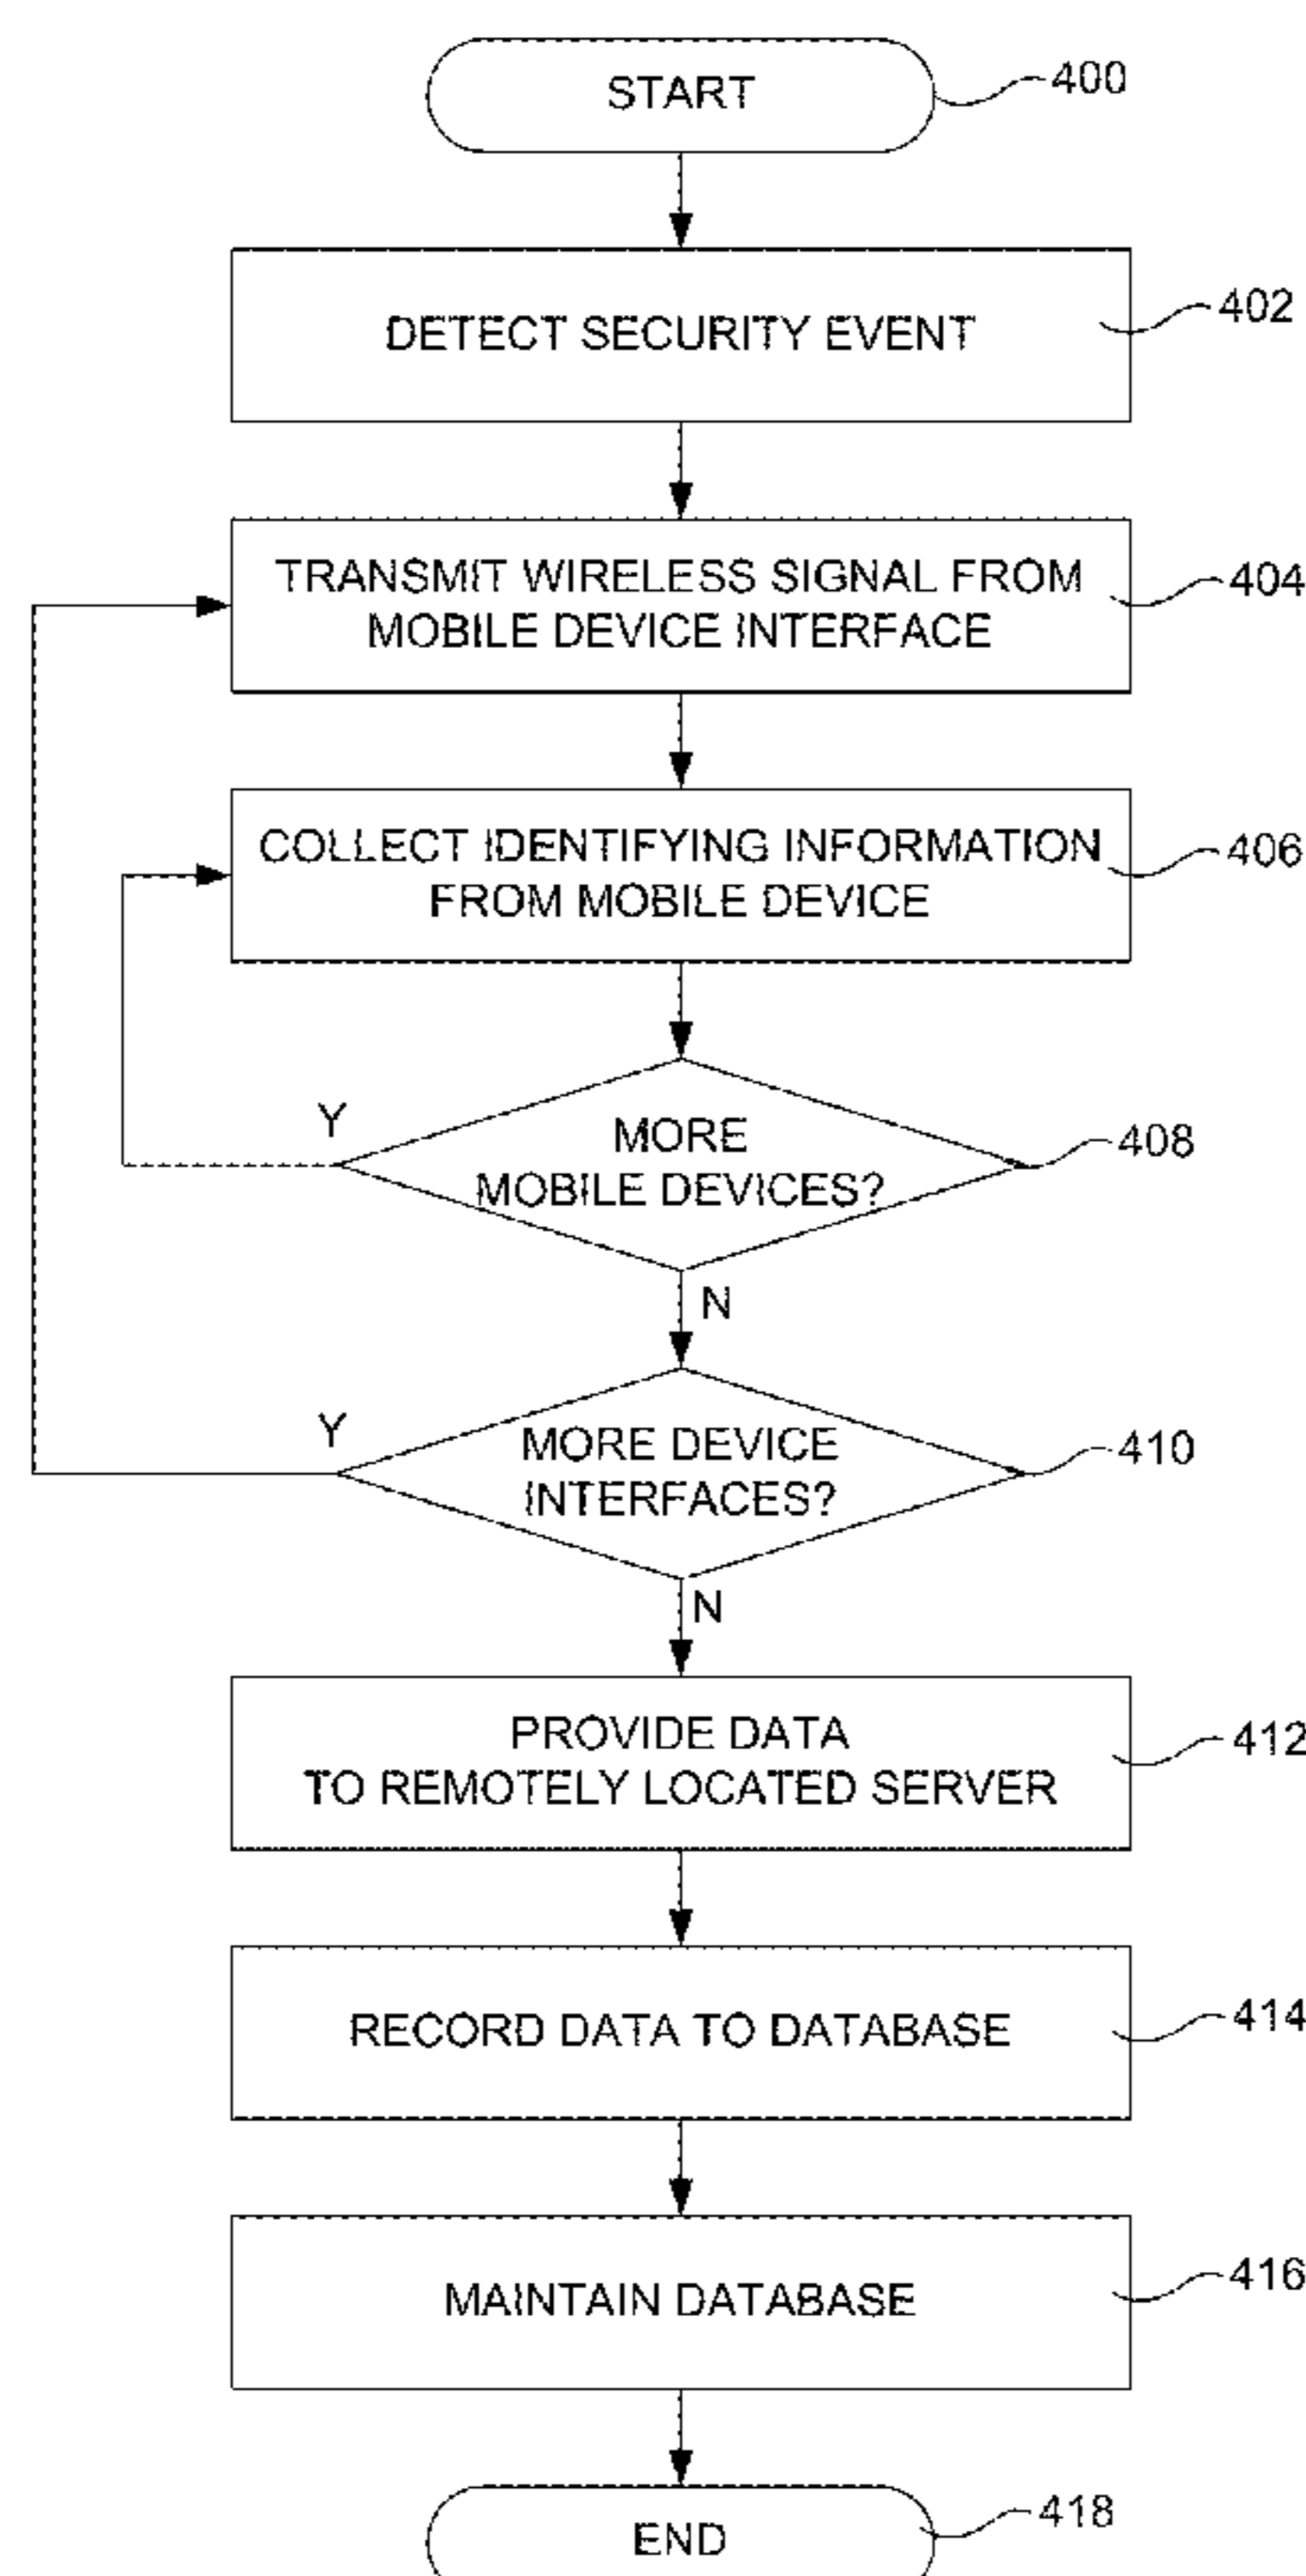 START
400
DETECT SECURITY EVENT
402
TRANSMIT WIRELESS SIGNAL FROM
MOBILE DEVICE INTERFACE
404
COLLECT IDENTIFYING INFORMATION
FROM MOBILE DEVICE
406
Y
MORE
MOBILE DEVICES?
408
N
Y
MORE DEVICE
INTERFACES?
410
N
PROVIDE DATA
TO REMOTELY LOCATED SERVER
412
RECORD DATA TO DATABASE
414
MAINTAIN DATABASE
416
END
418